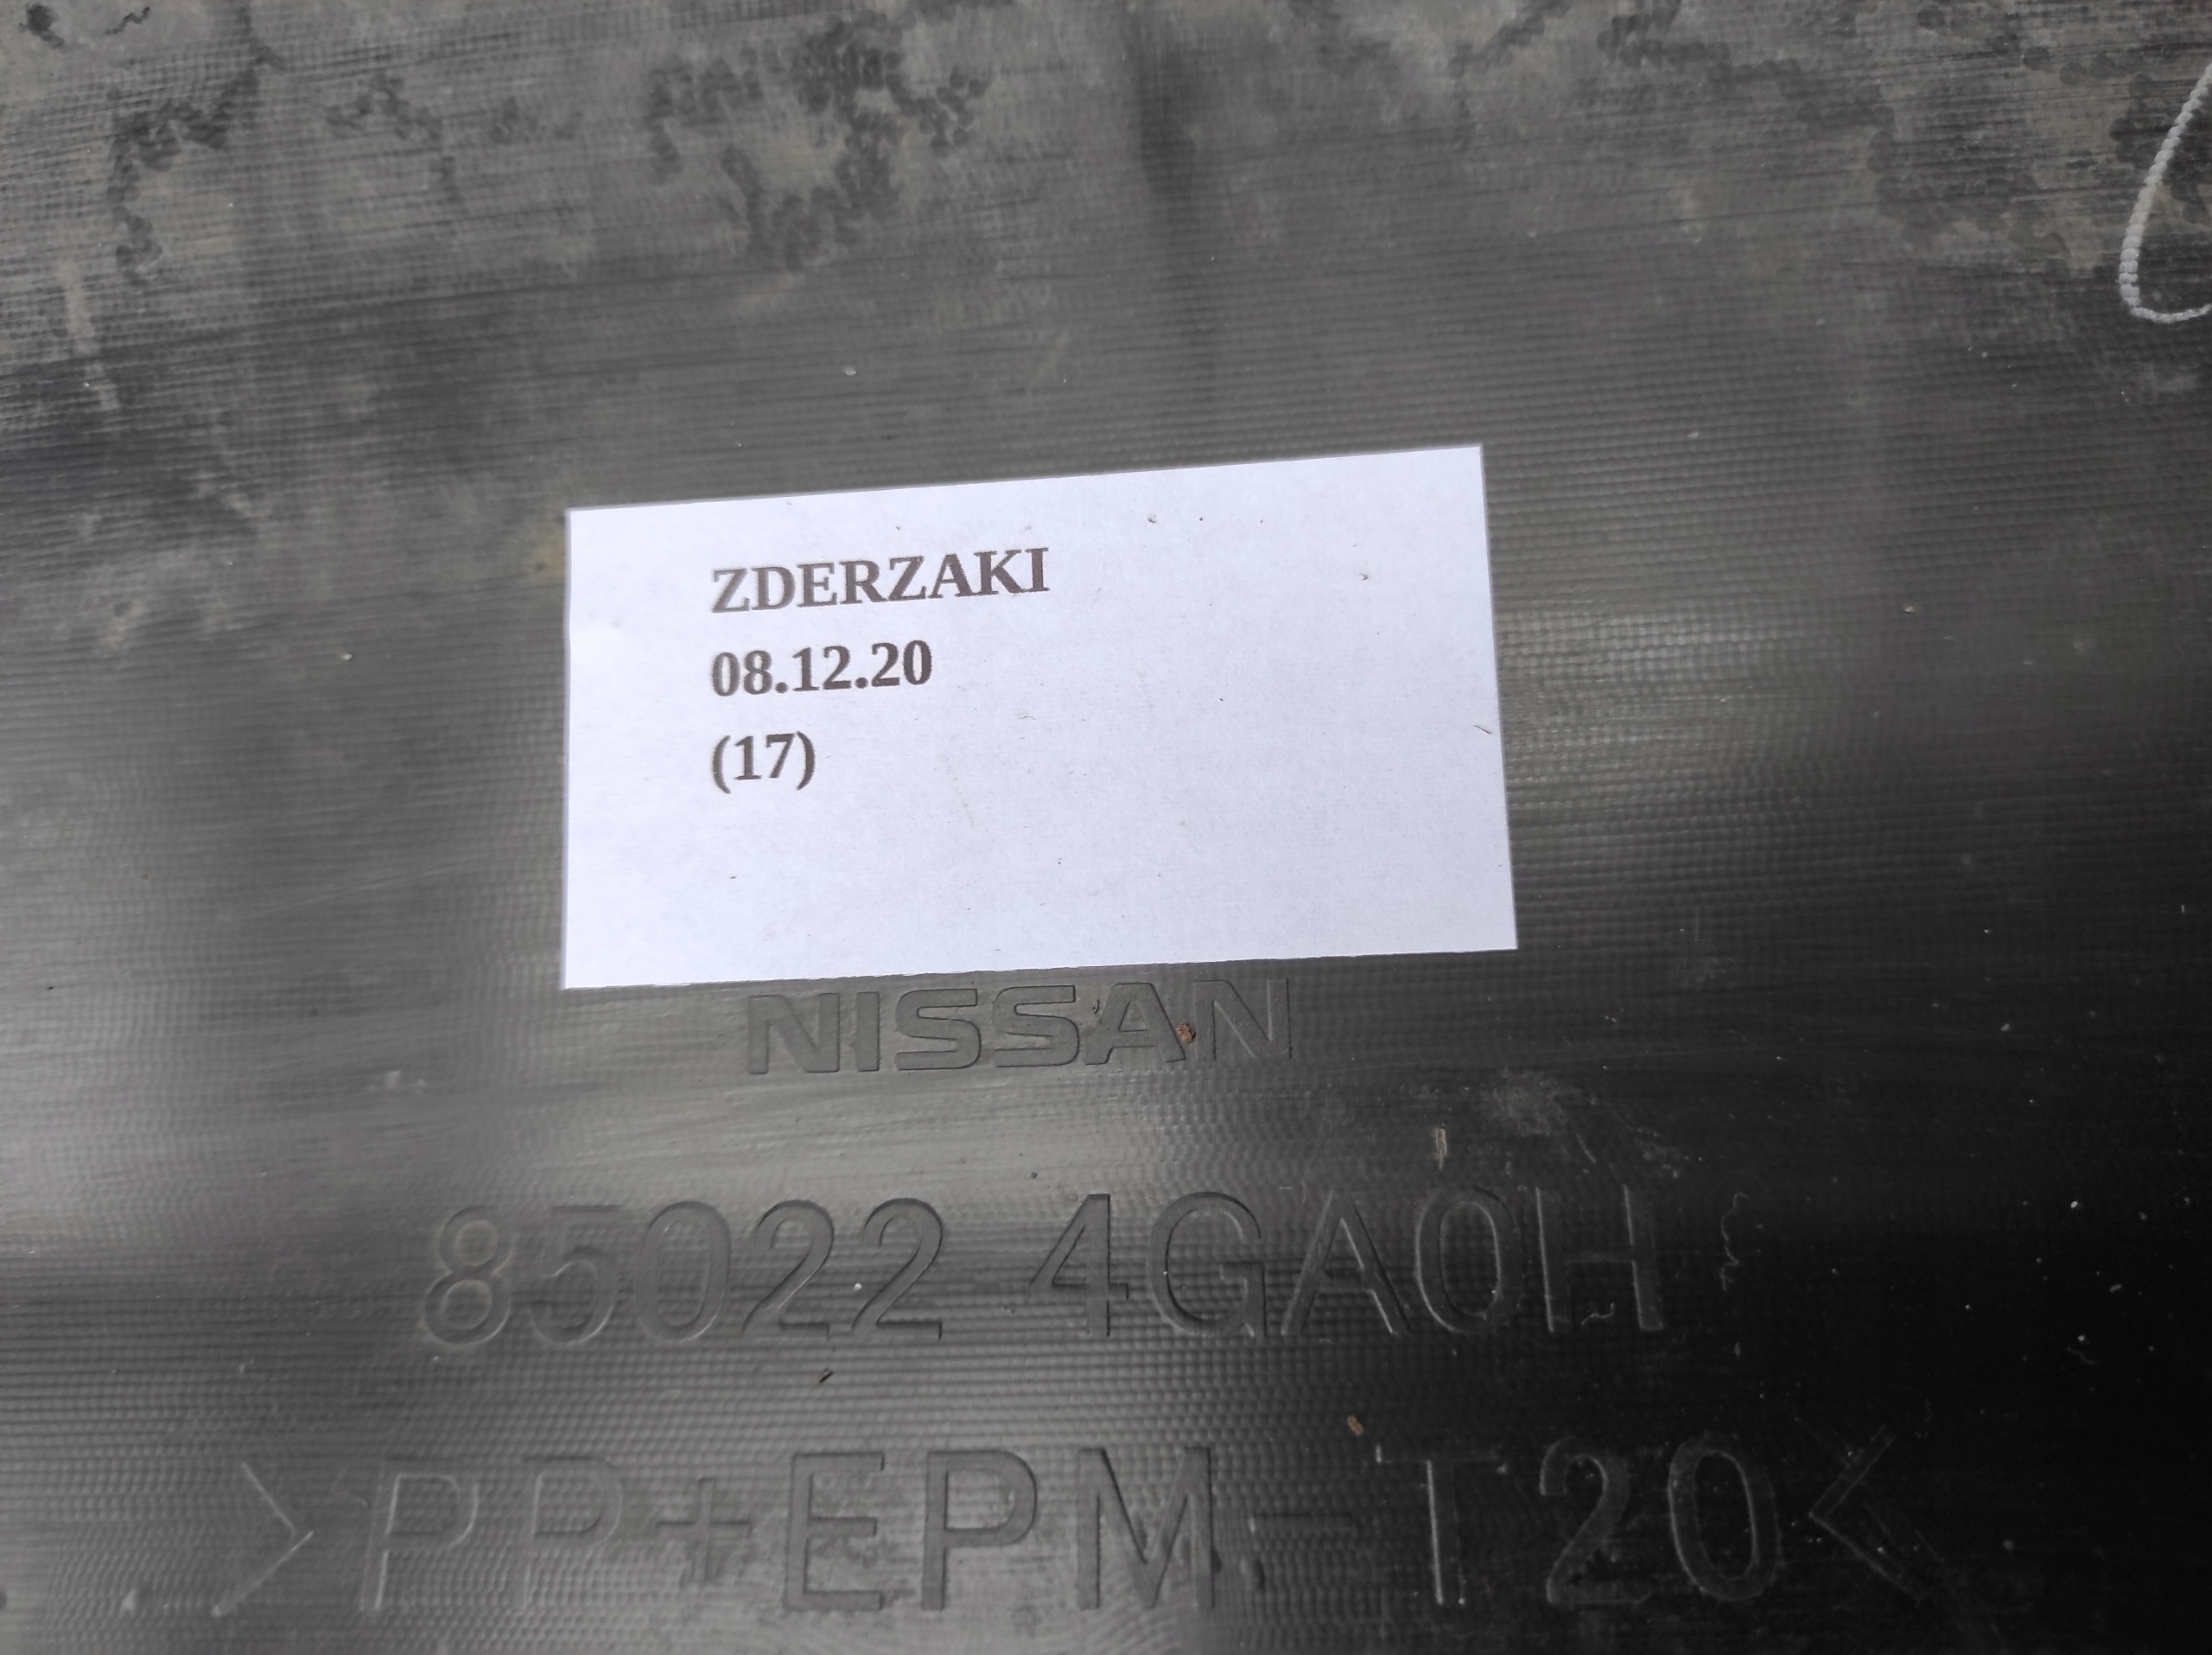 ZDERZAKI
08.12.20
(17)
NISSAN
85022 4GA0H
>PP+EPM-T20<